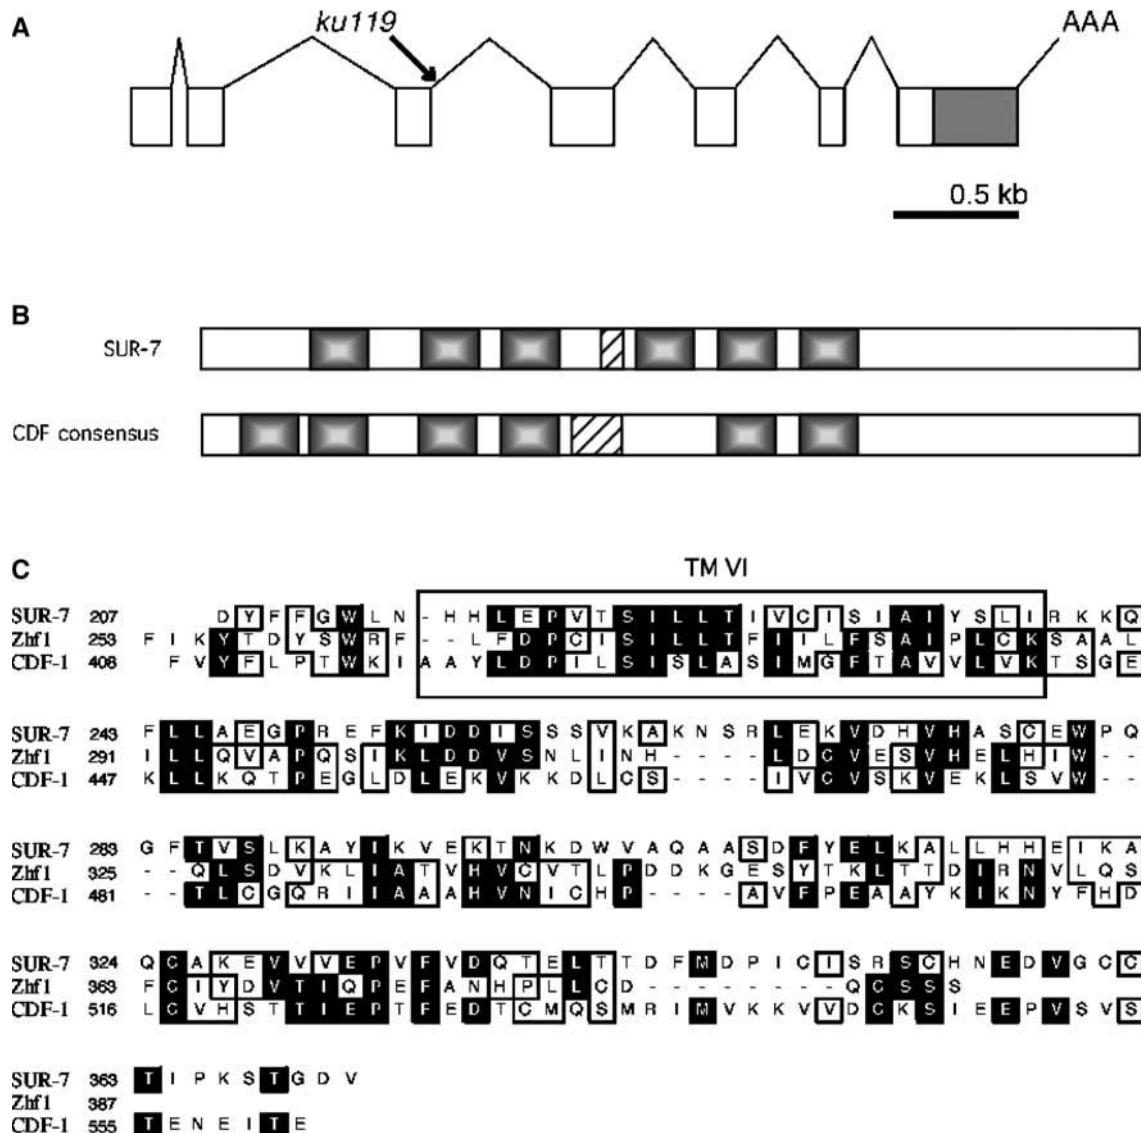 A
ku119
AAA
0.5 kb
B
SUR-7
CDF consensus
C
TM VI
SUR-7 207 D Y F F G W L N - H H L E P V T S I L L T I V C I S I A I Y S L I R K K Q
Zhf1 253 F I K Y T D Y S W R F - - L F D P C I S I L L T F I I L F S A I P L C K S A A L
CDF-1 408 F V Y F L P T W K I A A Y L D P I L S I S L A S I M G F T A V V L V K T S G E
SUR-7 243 F L L A E G P R E F K I D D I S S S V K A K N S R L E K V D H V H A S C E W P Q
Zhf1 291 I L L Q V A P Q S I K L D D V S N L I N H - - - - L D C V E S V H E L H I W - -
CDF-1 447 K L L K Q T P E G L D L E K V K K D L C S - - - - I V C V S K V E K L S V W - -
SUR-7 283 G F T V S L K A Y I K V E K T N K D W V A Q A A S D F Y E L K A L L H H E I K A
Zhf1 325 - - Q L S D V K L I A T V H V C V T L P D D K G E S Y T K L T T D I R N V L Q S
CDF-1 481 - - T L C G Q R I I A A A H V N I C H P - - - - A V F P E A A Y K I K N Y F H D
SUR-7 324 Q C A K E V V V E P V F V D Q T E L T T D F M D P I C I S R S C H N E D V G C C
Zhf1 363 F C I Y D V T I Q P E F A N H P L L C D - - - - - - - - Q C S S S
CDF-1 516 L C V H S T T I E P T F E D T C M Q S M R I M V K K V V D C K S I E E P V S V S
SUR-7 363 T I P K S T G D V
Zhf1 387
CDF-1 555 T E N E I T E